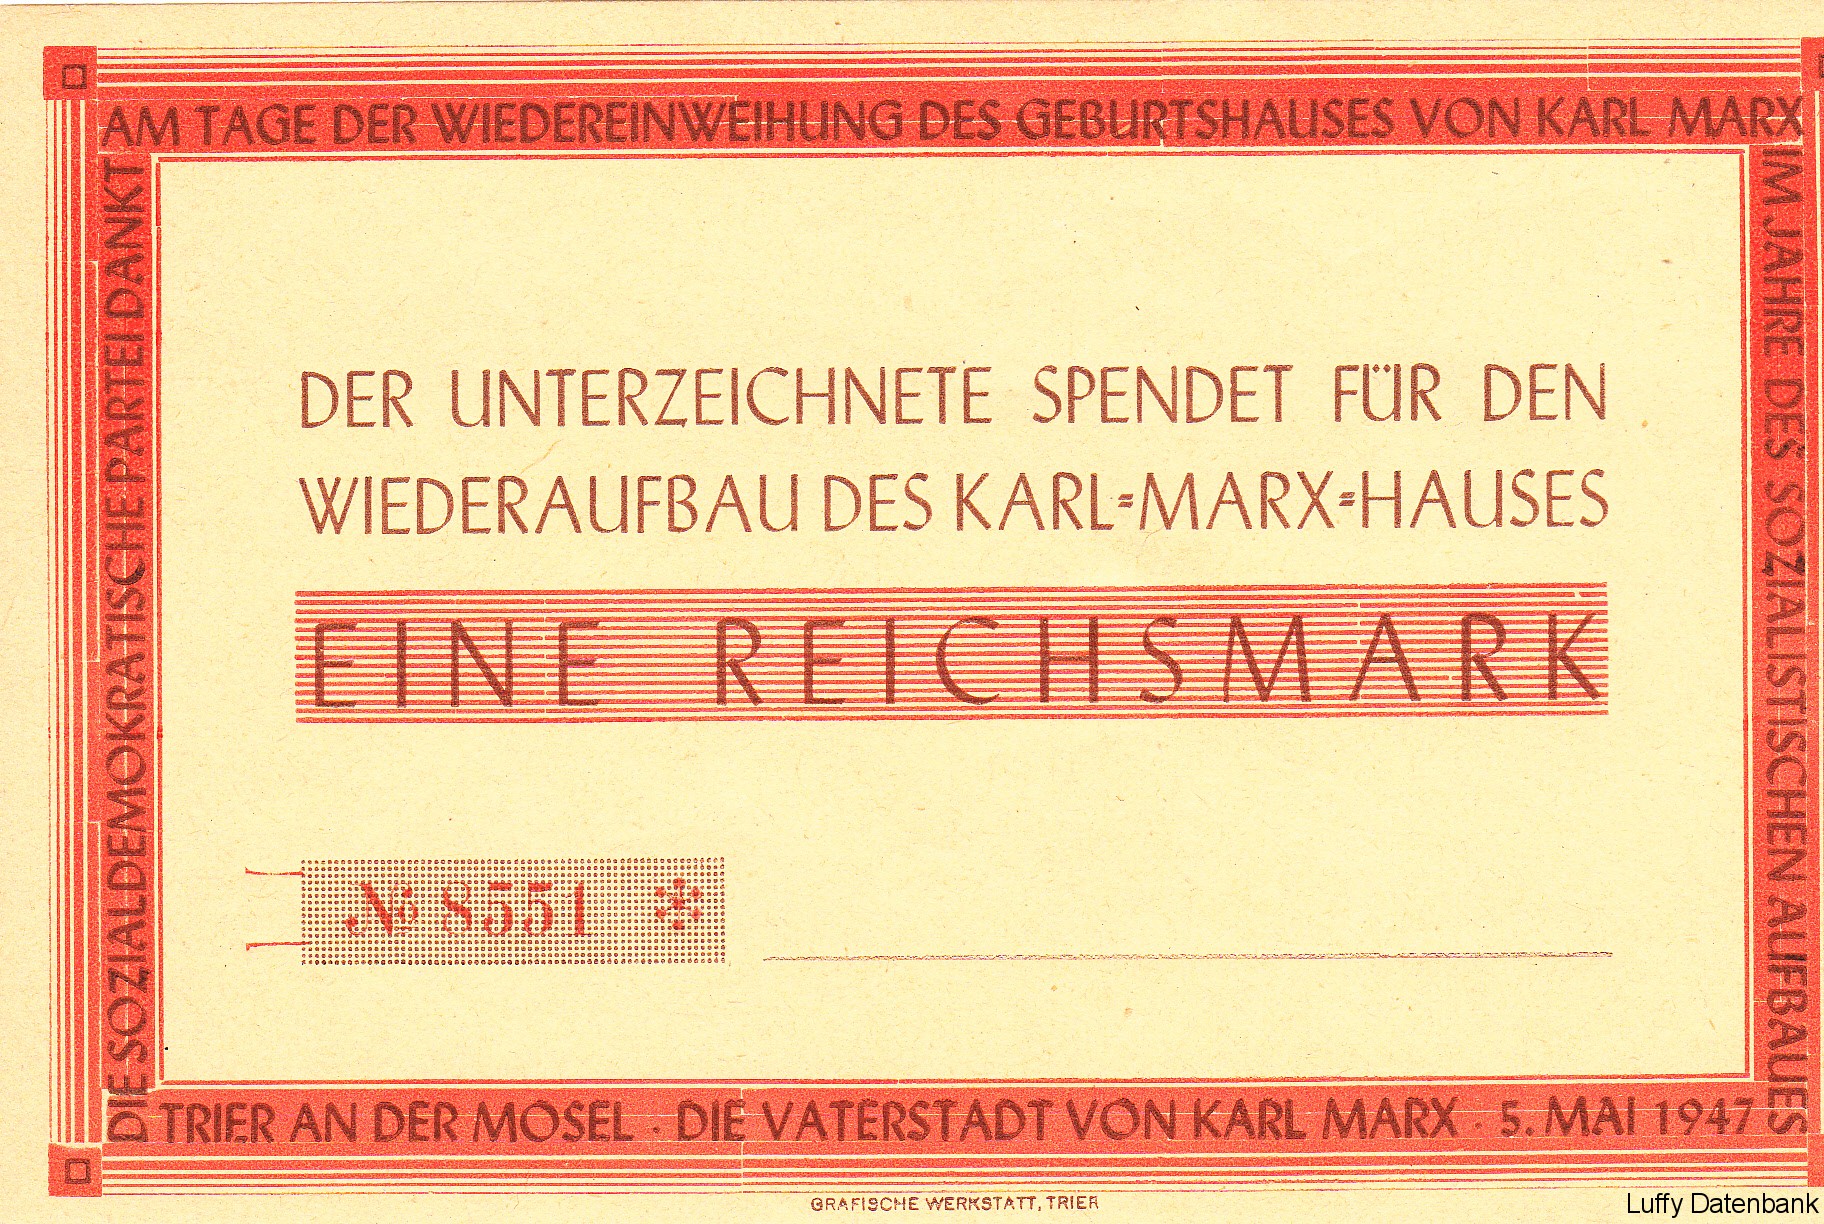 AM TAGE DER WIEDEREINWEIHUNG DES GEBURTSHAUSES VON KARL MARX
IM JAHRE DES SOZIALISTISCHEN AUFBAUES
DIE SOZIALDEMOKRATISCHE PARTEI DANKT
DER UNTERZEICHNETE SPENDET FÜR DEN
WIEDERAUFBAU DES KARL=MARX=HAUSES
EINE REICHSMARK
№ 8551 *
TRIER AN DER MOSEL · DIE VATERSTADT VON KARL MARX · 5. MAI 1947
GRAFISCHE WERKSTATT, TRIER
Luffy Datenbank